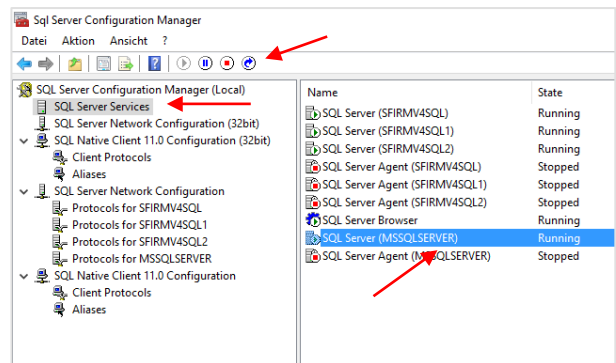 Sql Server Configuration Manager
Datei Aktion Ansicht ?
SQL Server Configuration Manager (Local)
SQL Server Services
SQL Server Network Configuration (32bit)
SQL Native Client 11.0 Configuration (32bit)
Client Protocols
Aliases
SQL Server Network Configuration
Protocols for SFIRMV4SQL
Protocols for SFIRMV4SQL1
Protocols for SFIRMV4SQL2
Protocols for MSSQLSERVER
SQL Native Client 11.0 Configuration
Client Protocols
Aliases
Name State
SQL Server (SFIRMV4SQL) Running
SQL Server (SFIRMV4SQL1) Running
SQL Server (SFIRMV4SQL2) Running
SQL Server Agent (SFIRMV4SQL) Stopped
SQL Server Agent (SFIRMV4SQL1) Stopped
SQL Server Agent (SFIRMV4SQL2) Stopped
SQL Server Browser Running
SQL Server (MSSQLSERVER) Running
SQL Server Agent (MSSQLSERVER) Stopped